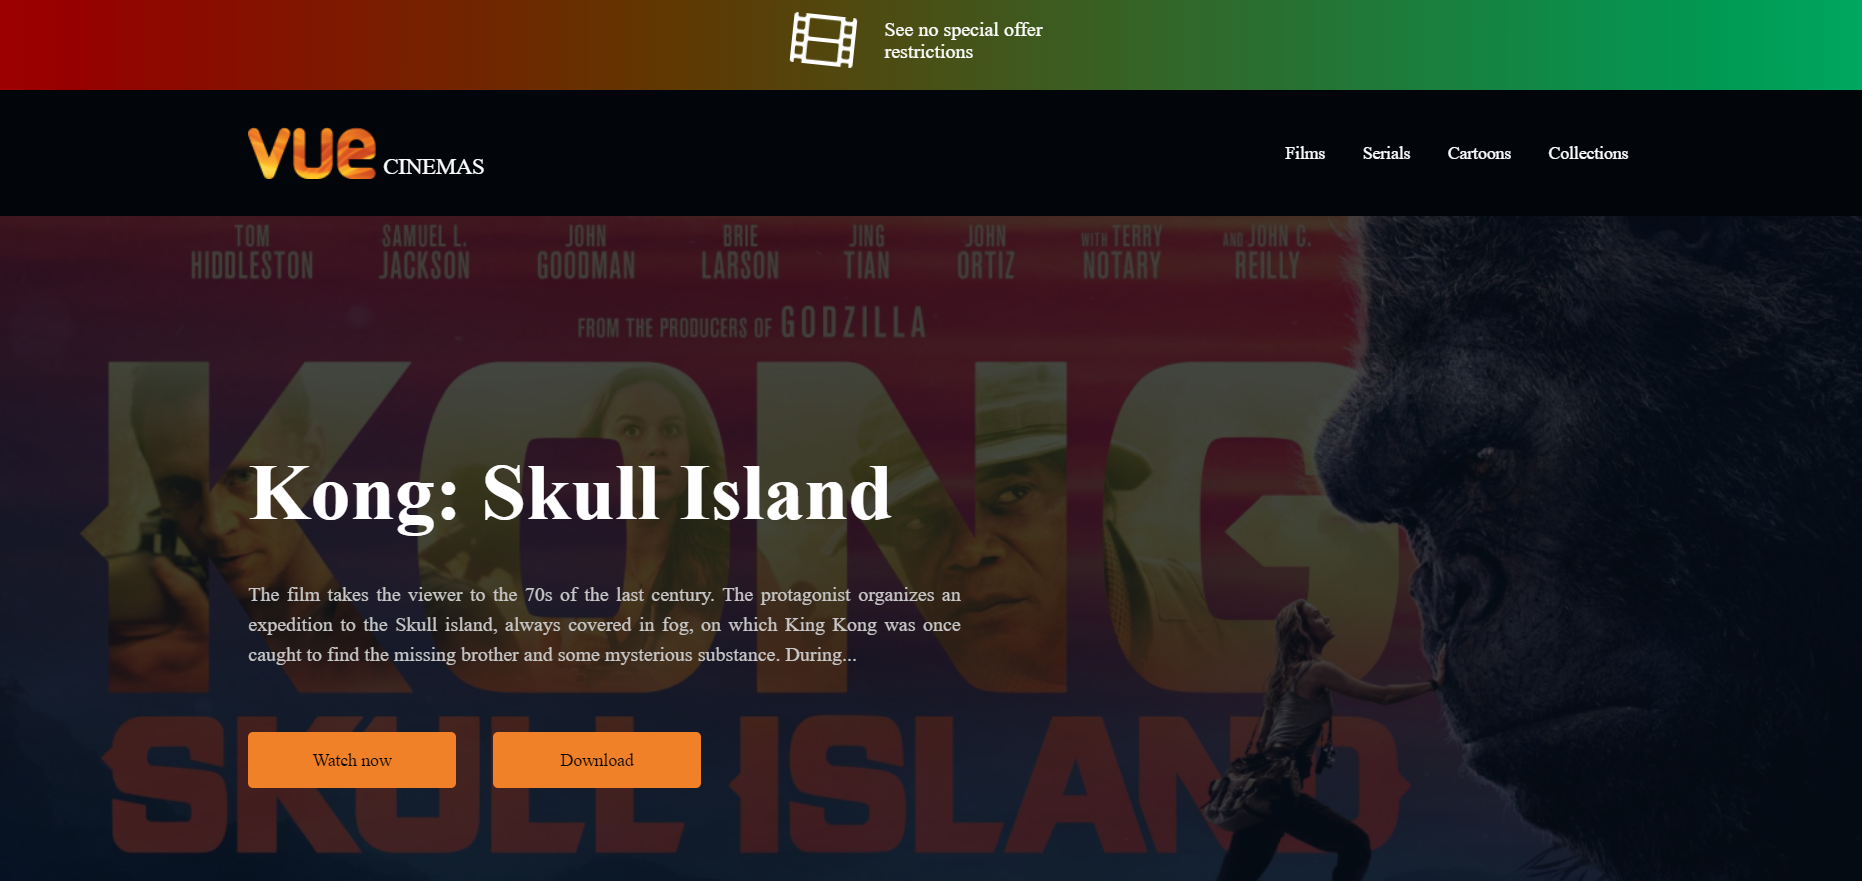 See no special offer
restrictions
vue CINEMAS
Films Serials Cartoons Collections
TOM HIDDLESTON
SAMUEL L. JACKSON
JOHN GOODMAN
BRIE LARSON
JING TIAN
JOHN ORTIZ
WITH TERRY NOTARY
AND JOHN C. REILLY
FROM THE PRODUCERS OF GODZILLA
KONG
Kong: Skull Island
The film takes the viewer to the 70s of the last century. The protagonist organizes an
expedition to the Skull island, always covered in fog, on which King Kong was once
caught to find the missing brother and some mysterious substance. During...
SKULL ISLAND
Watch now Download